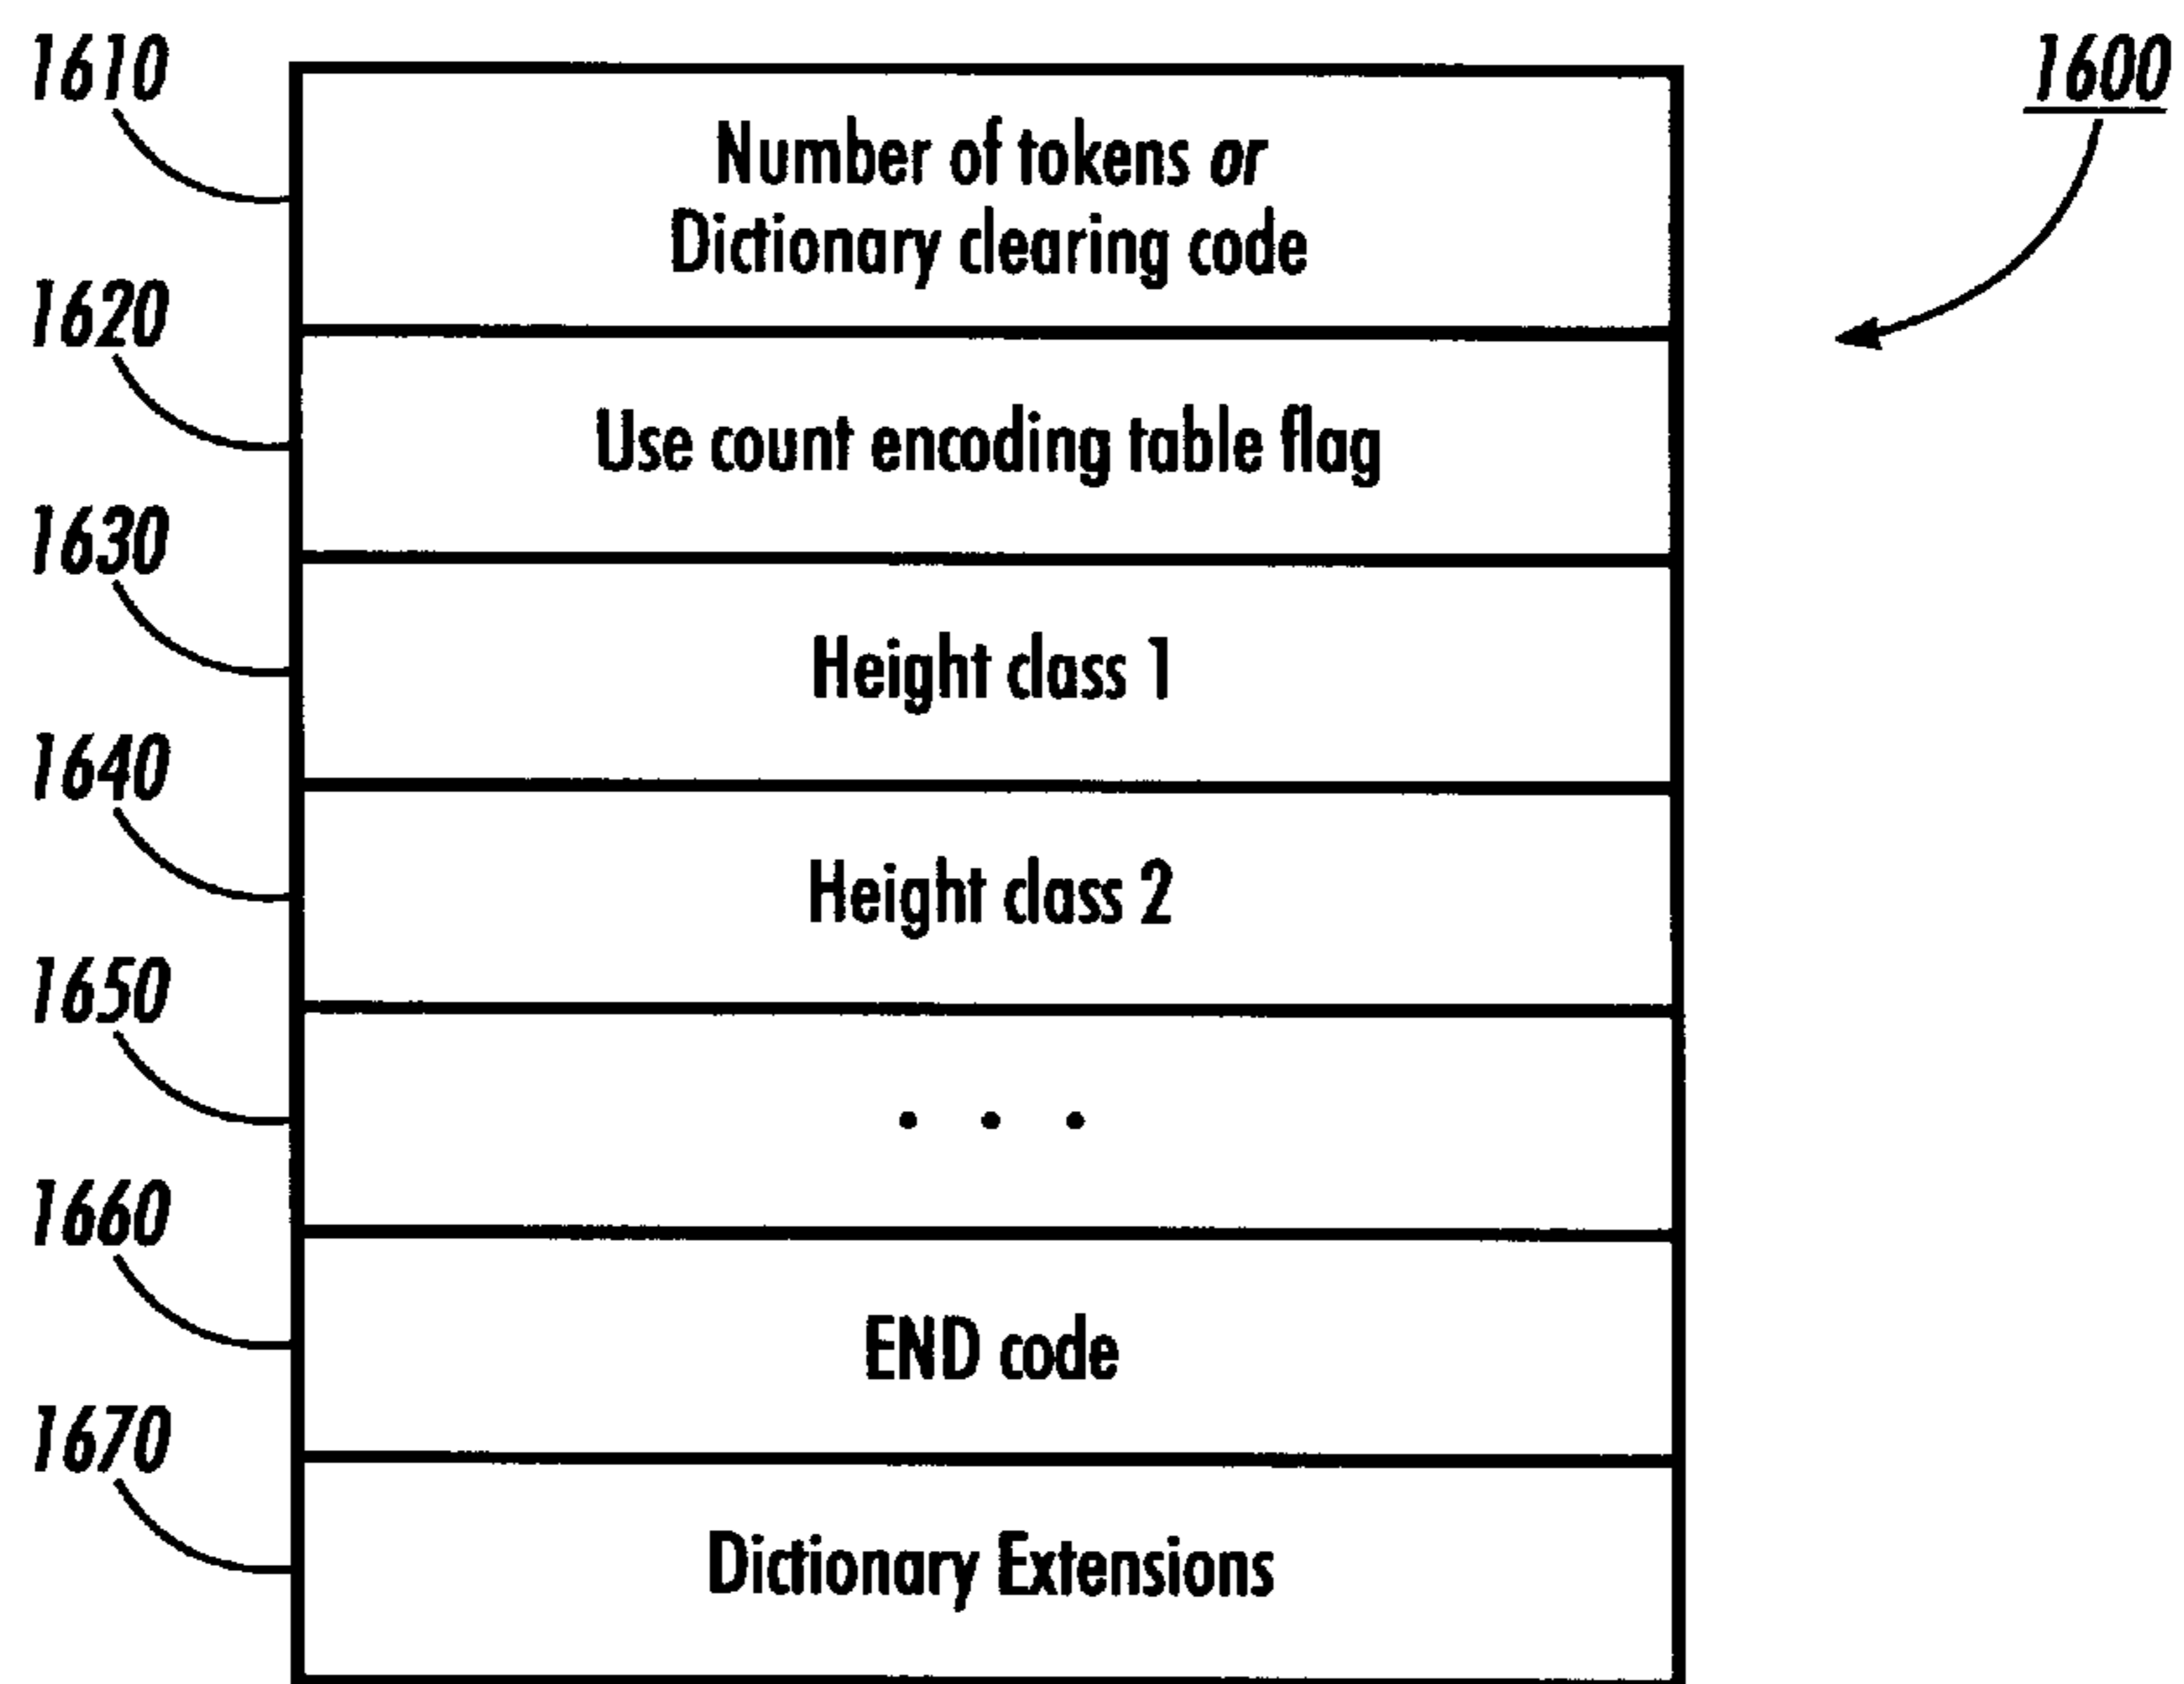 1610
1600
Number of tokens or
Dictionary clearing code
1620
Use count encoding table flag
1630
Height class 1
1640
Height class 2
1650
. . .
1660
END code
1670
Dictionary Extensions